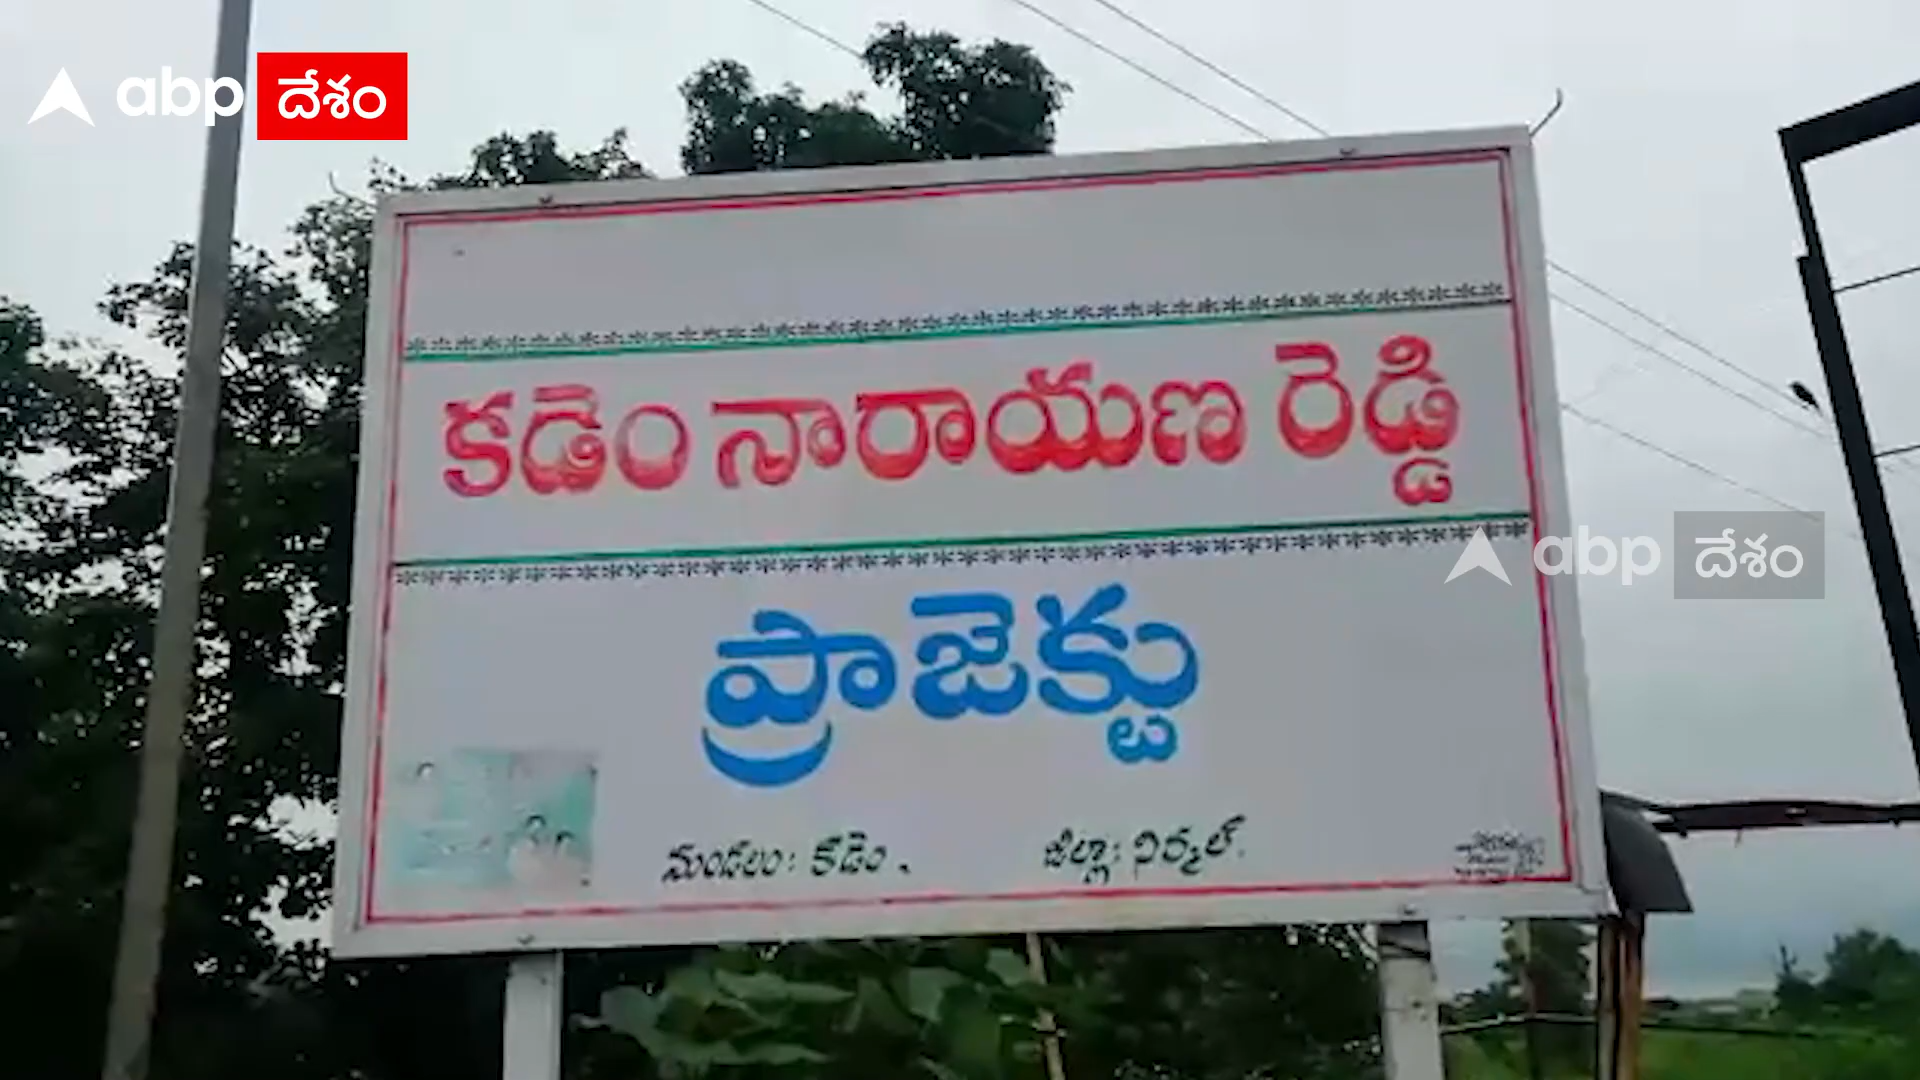 abp దేశం
కడెం నారాయణ రెడ్డి
abp దేశం
ప్రాజెక్టు
మండలం: కడెం. జిల్లా: నిర్మల్.